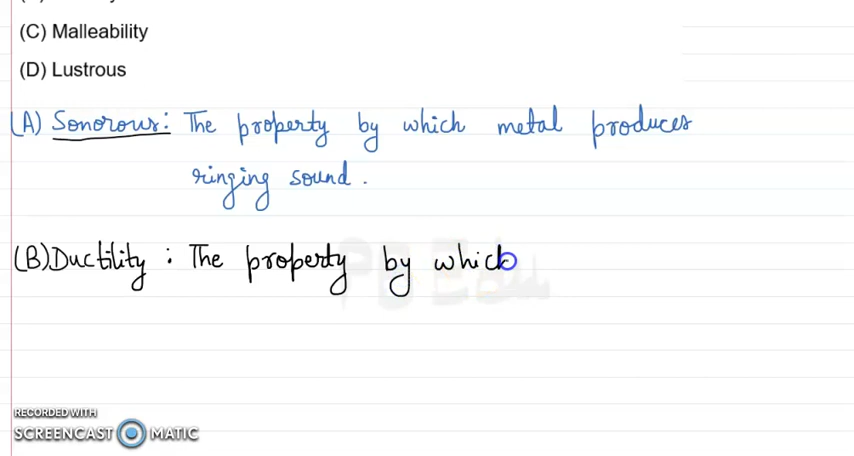 (C) Malleability
(D) Lustrous
(A) Sonorous: The property by which metal produces
ringing sound.
(B) Ductility : The property by which
RECORDED WITH
SCREENCAST MATIC